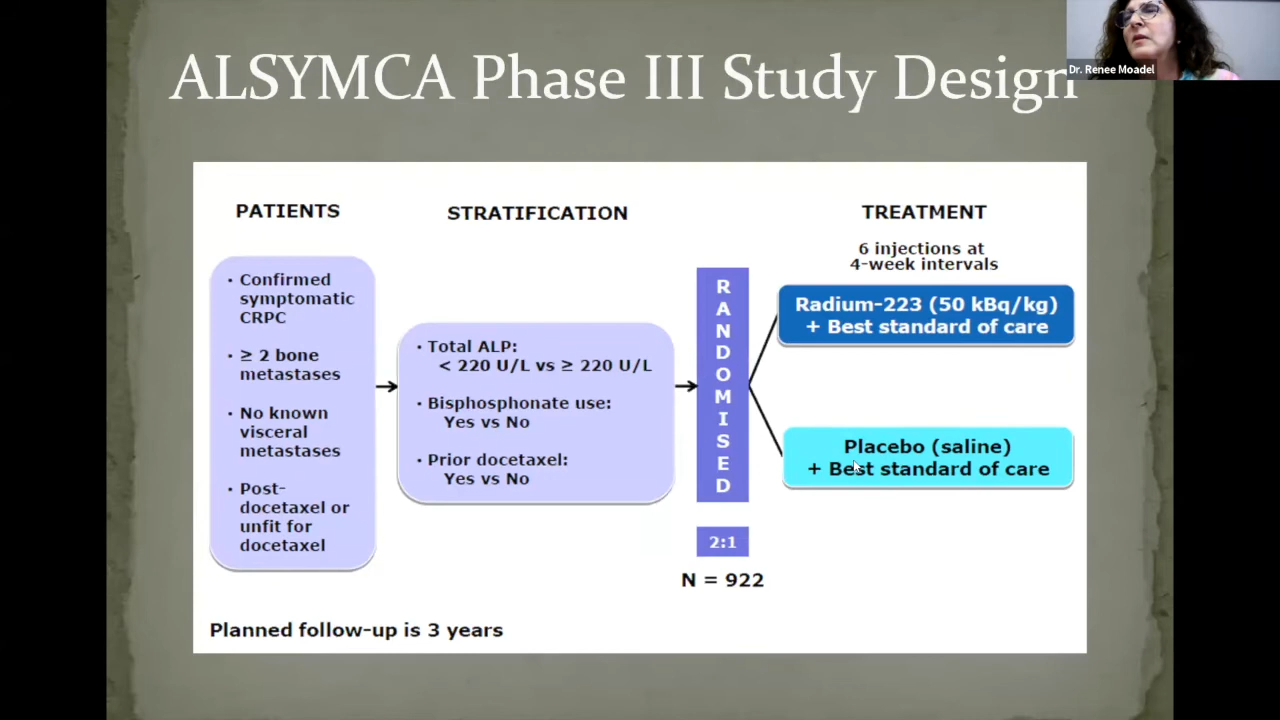 ALSYMCA Phase III Study Design
Dr. Renee Moadel
PATIENTS
• Confirmed
symptomatic
CRPC
• ≥ 2 bone
metastases
• No known
visceral
metastases
• Post-
docetaxel or
unfit for
docetaxel
STRATIFICATION
• Total ALP:
< 220 U/L vs ≥ 220 U/L
• Bisphosphonate use:
Yes vs No
• Prior docetaxel:
Yes vs No
RANDOMISED
2:1
N = 922
TREATMENT
6 injections at
4-week intervals
Radium-223 (50 kBq/kg)
+ Best standard of care
Placebo (saline)
+ Best standard of care
Planned follow-up is 3 years